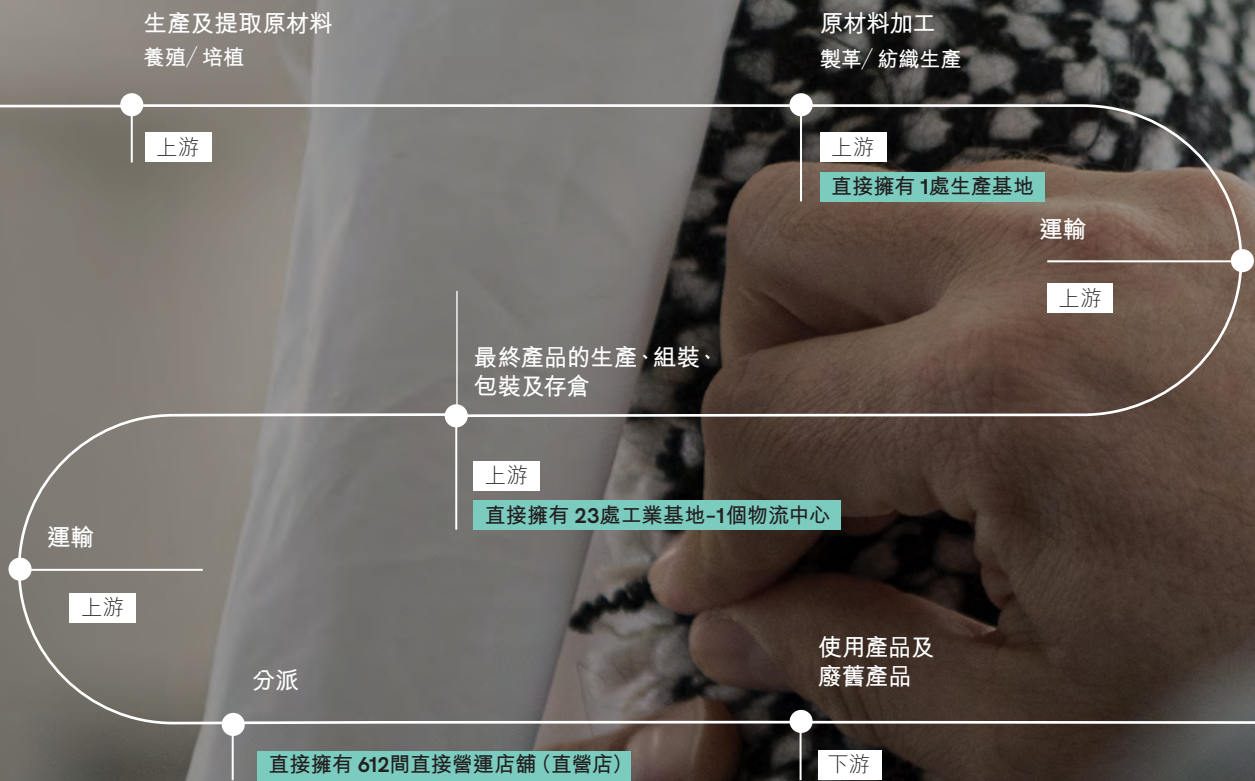 生產及提取原材料
養殖/ 培植
上游
原材料加工
製革/ 紡織生產
上游
直接擁有 1處生產基地
運輸
上游
最終產品的生產、組裝、
包裝及存倉
上游
直接擁有 23處工業基地–1個物流中心
運輸
上游
分派
直接擁有 612間直接營運店舖（直營店）
使用產品及
廢舊產品
下游